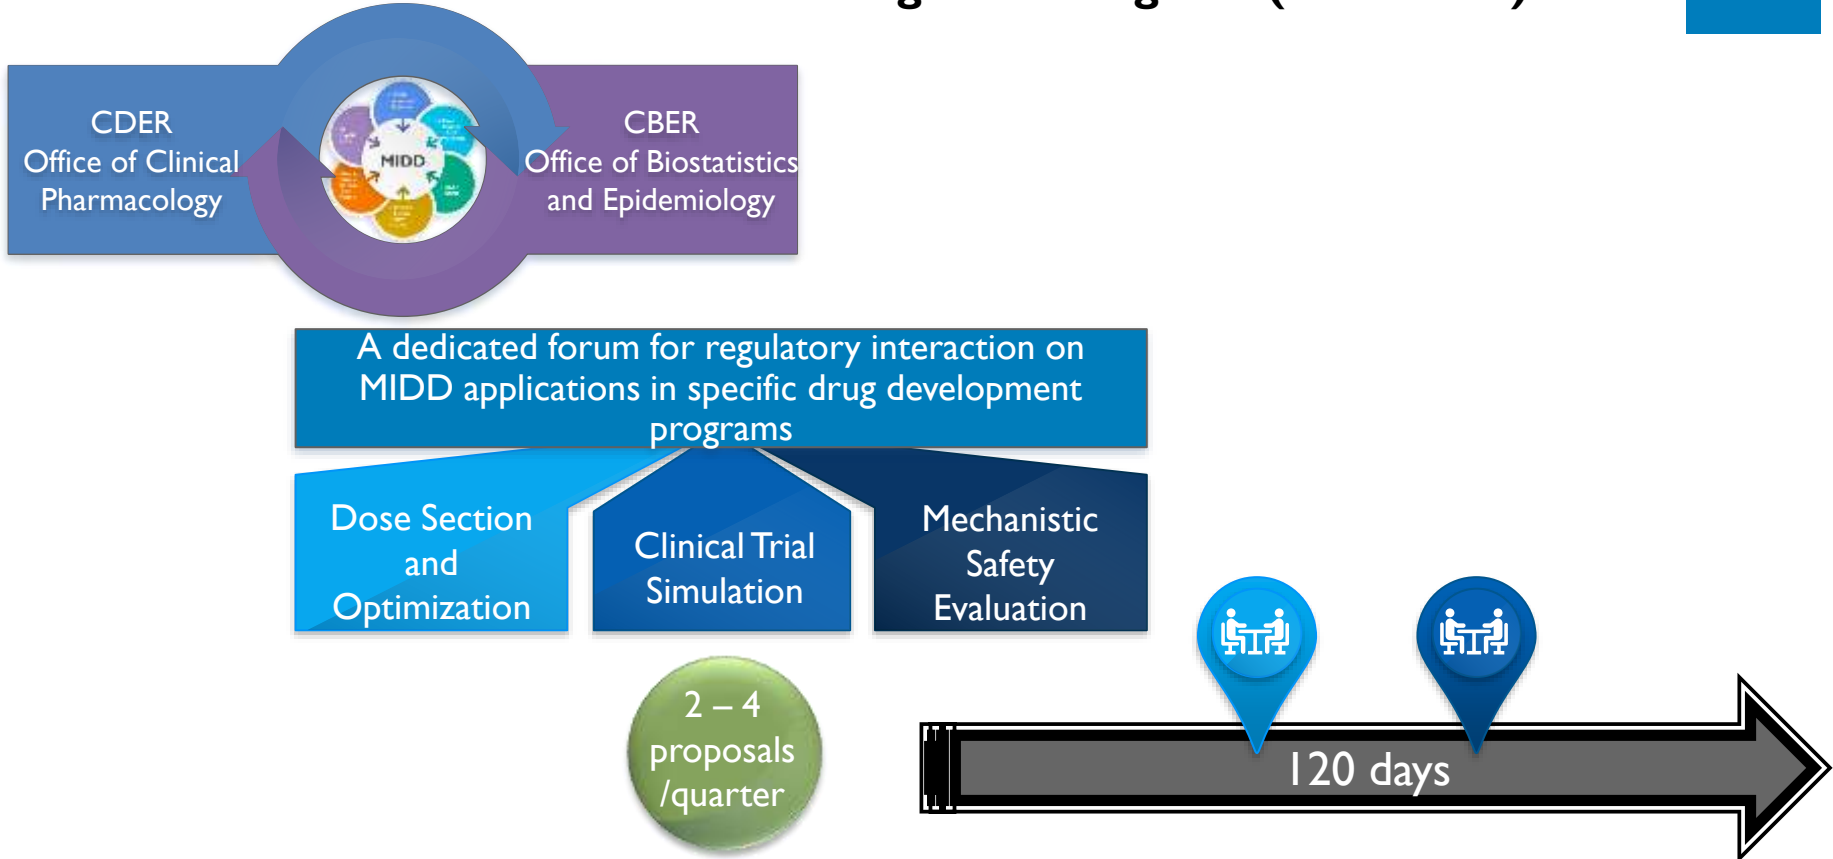 CDER
Office of Clinical
Pharmacology
MIDD
CBER
Office of Biostatistics
and Epidemiology
A dedicated forum for regulatory interaction on
MIDD applications in specific drug development
programs
Dose Section
and
Optimization
Clinical Trial
Simulation
Mechanistic
Safety
Evaluation
2 – 4
proposals
/quarter
120 days